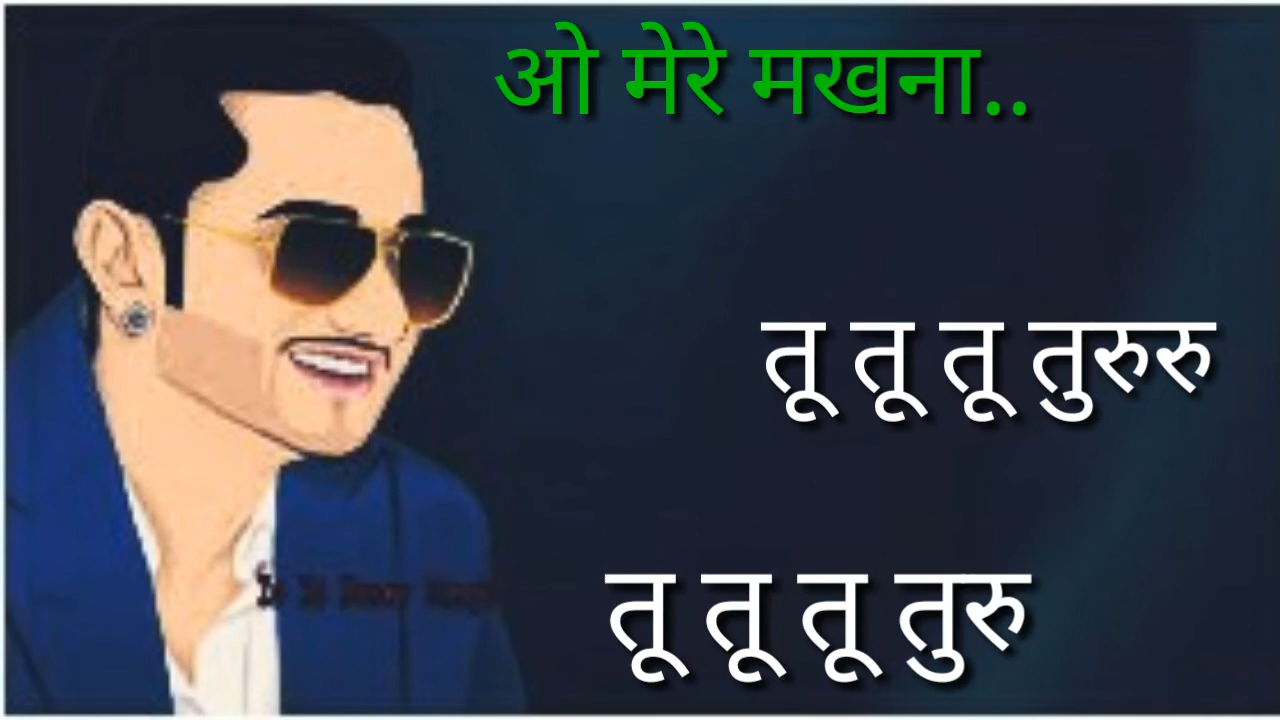 ओ मेरे मखना..
तू तू तू तुरुरु
तू तू तू तुरु